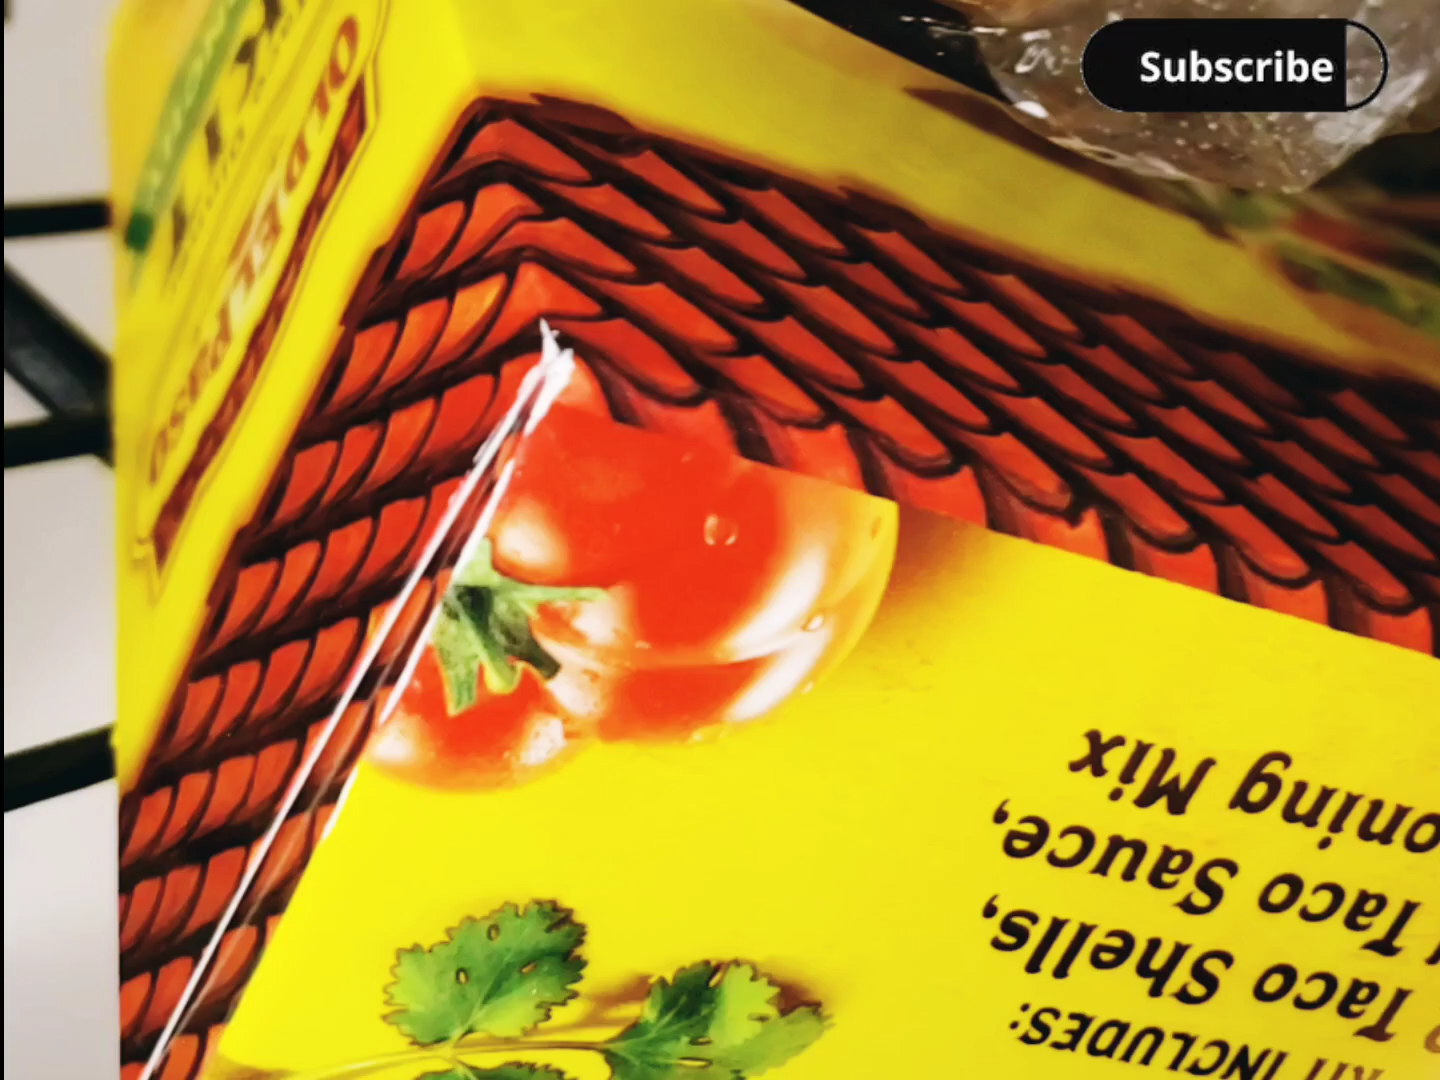 Subscribe
OLD EL PASO
KIT INCLUDES:
Taco Shells,
Taco Sauce,
oning Mix